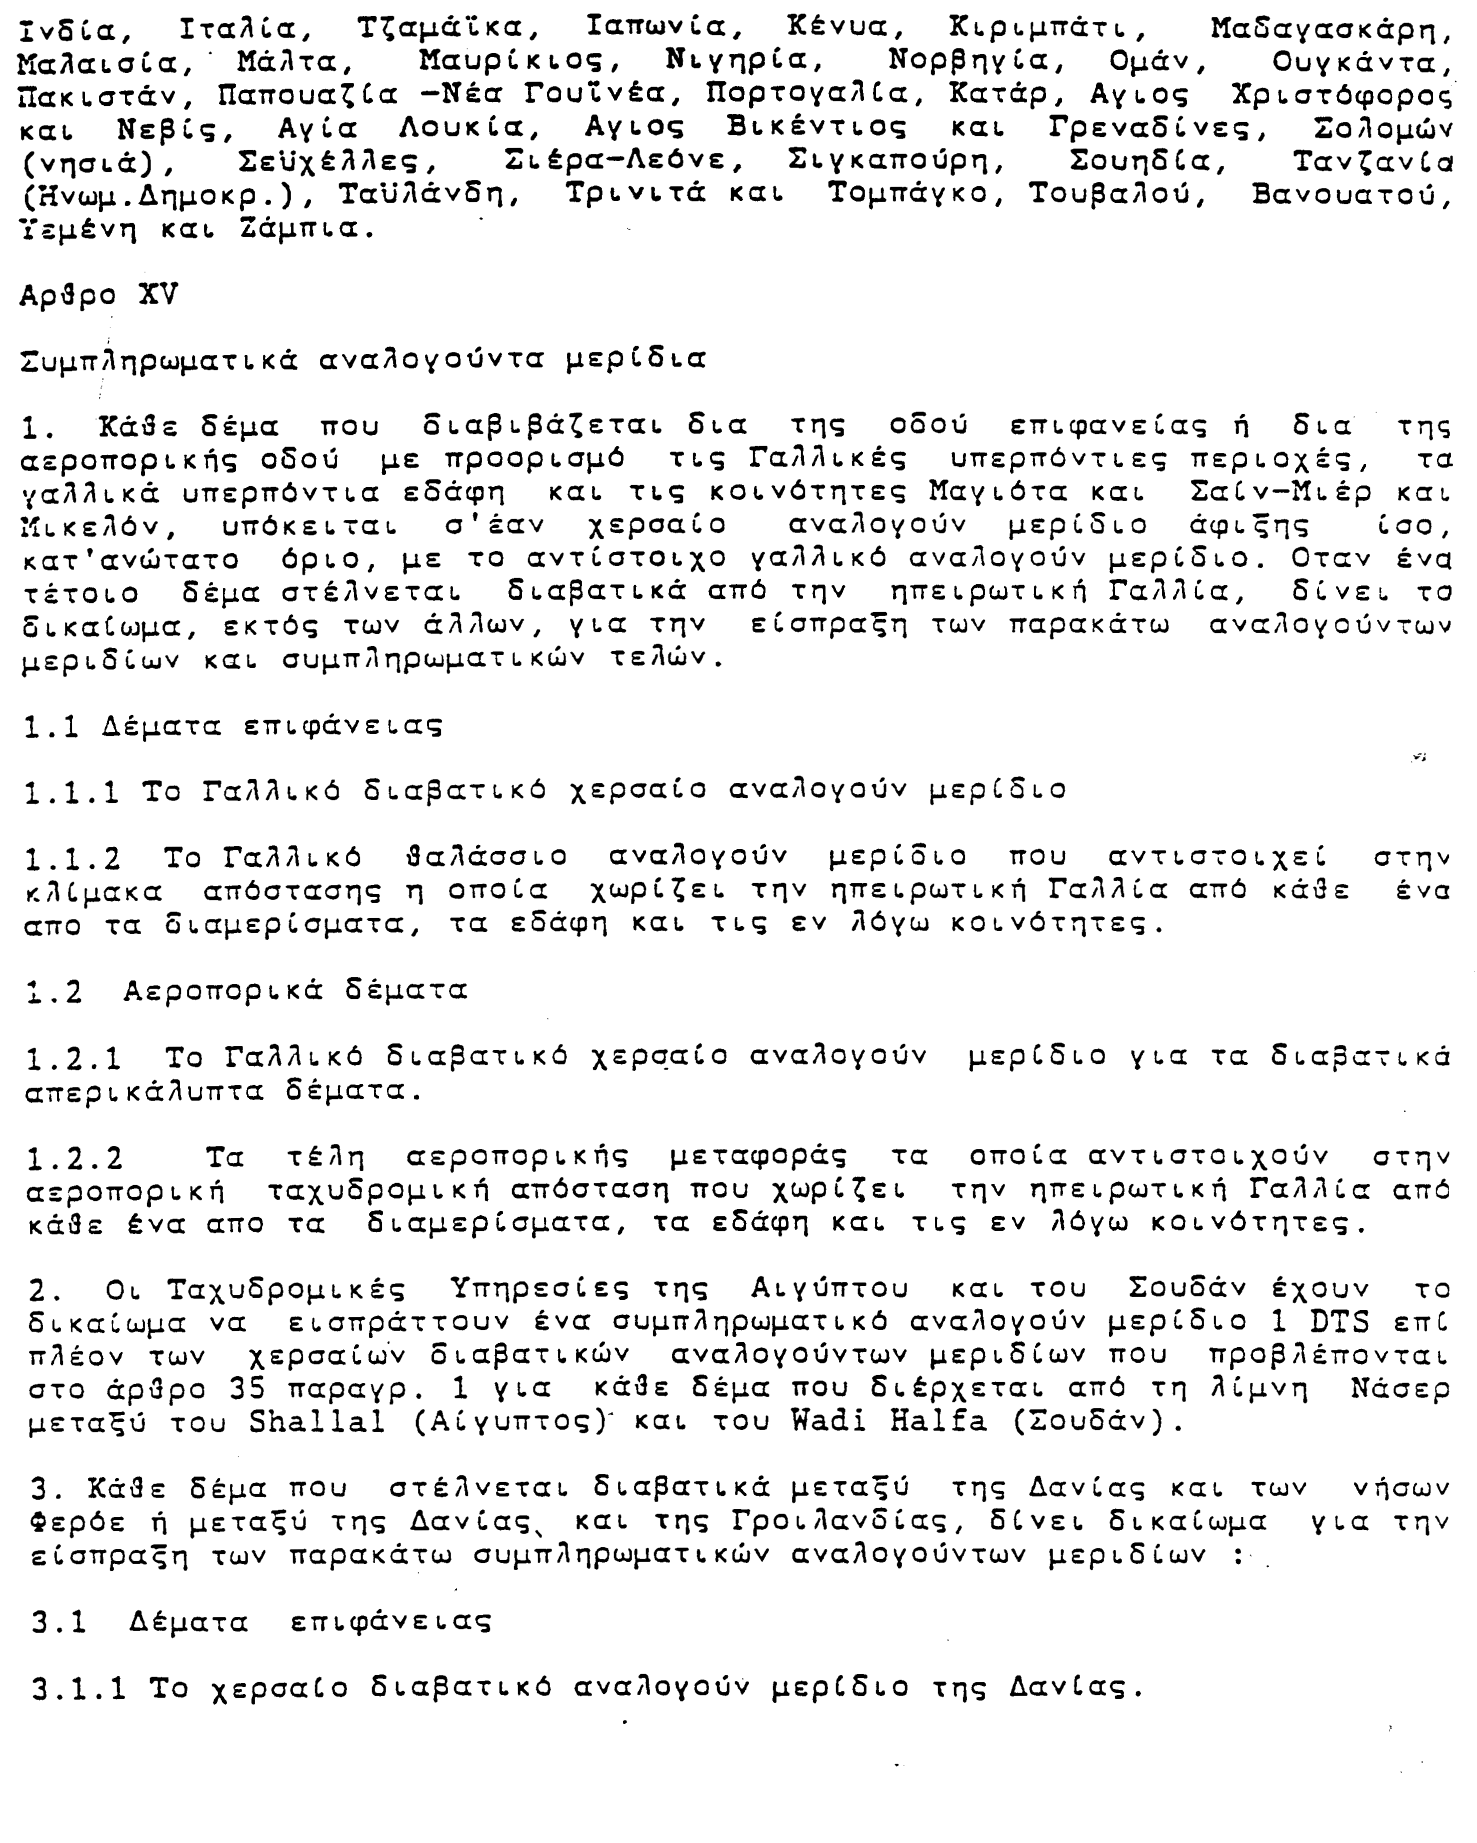 Ινδία, Ιταλία, Τζαμάϊκα, Ιαπωνία, Κένυα, Κιριμπάτι, Μαδαγασκάρη,
Μαλαισία, Μάλτα, Μαυρίκιος, Νιγηρία, Νορβηγία, Ομάν, Ουγκάντα,
Πακιστάν, Παπουαζία -Νέα Γουϊνέα, Πορτογαλία, Κατάρ, Αγιος Χριστόφορος
και Νεβίς, Αγία Λουκία, Αγιος Βικέντιος και Γρεναδίνες, Σολομών
(νησιά), Σεϋχέλλες, Σιέρα-Λεόνε, Σιγκαπούρη, Σουηδία, Τανζανία
(Ηνωμ.Δημοκρ.), Ταϋλάνδη, Τρινιτά και Τομπάγκο, Τουβαλού, Βανουατού,
Υεμένη και Ζάμπια.
Αρθρο XV
Συμπληρωματικά αναλογούντα μερίδια
1. Κάθε δέμα που διαβιβάζεται δια της οδού επιφανείας ή δια της
αεροπορικής οδού με προορισμό τις Γαλλικές υπερπόντιες περιοχές, τα
γαλλικά υπερπόντια εδάφη και τις κοινότητες Μαγιότα και Σαίν-Μιέρ και
Μικελόν, υπόκειται σ'έαν χερσαίο αναλογούν μερίδιο άφιξης ίσο,
κατ'ανώτατο όριο, με το αντίστοιχο γαλλικό αναλογούν μερίδιο. Οταν ένα
τέτοιο δέμα στέλνεται διαβατικά από την ηπειρωτική Γαλλία, δίνει το
δικαίωμα, εκτός των άλλων, για την είσπραξη των παρακάτω αναλογούντων
μεριδίων και συμπληρωματικών τελών.
1.1 Δέματα επιφάνειας
1.1.1 Το Γαλλικό διαβατικό χερσαίο αναλογούν μερίδιο
1.1.2 Το Γαλλικό θαλάσσιο αναλογούν μερίδιο που αντιστοιχεί στην
κλίμακα απόστασης η οποία χωρίζει την ηπειρωτική Γαλλία από κάθε ένα
απο τα διαμερίσματα, τα εδάφη και τις εν λόγω κοινότητες.
1.2 Αεροπορικά δέματα
1.2.1 Το Γαλλικό διαβατικό χερσαίο αναλογούν μερίδιο για τα διαβατικά
απερικάλυπτα δέματα.
1.2.2 Τα τέλη αεροπορικής μεταφοράς τα οποία αντιστοιχούν στην
αεροπορική ταχυδρομική απόσταση που χωρίζει την ηπειρωτική Γαλλία από
κάθε ένα απο τα διαμερίσματα, τα εδάφη και τις εν λόγω κοινότητες.
2. Οι Ταχυδρομικές Υπηρεσίες της Αιγύπτου και του Σουδάν έχουν το
δικαίωμα να εισπράττουν ένα συμπληρωματικό αναλογούν μερίδιο 1 DTS επί
πλέον των χερσαίων διαβατικών αναλογούντων μεριδίων που προβλέπονται
στο άρθρο 35 παραγρ. 1 για κάθε δέμα που διέρχεται από τη λίμνη Νάσερ
μεταξύ του Shallal (Αίγυπτος) και του Wadi Halfa (Σουδάν).
3. Κάθε δέμα που στέλνεται διαβατικά μεταξύ της Δανίας και των νήσων
Φερόε ή μεταξύ της Δανίας, και της Γροιλανδίας, δίνει δικαίωμα για την
είσπραξη των παρακάτω συμπληρωματικών αναλογούντων μεριδίων :
3.1 Δέματα επιφάνειας
3.1.1 Το χερσαίο διαβατικό αναλογούν μερίδιο της Δανίας.